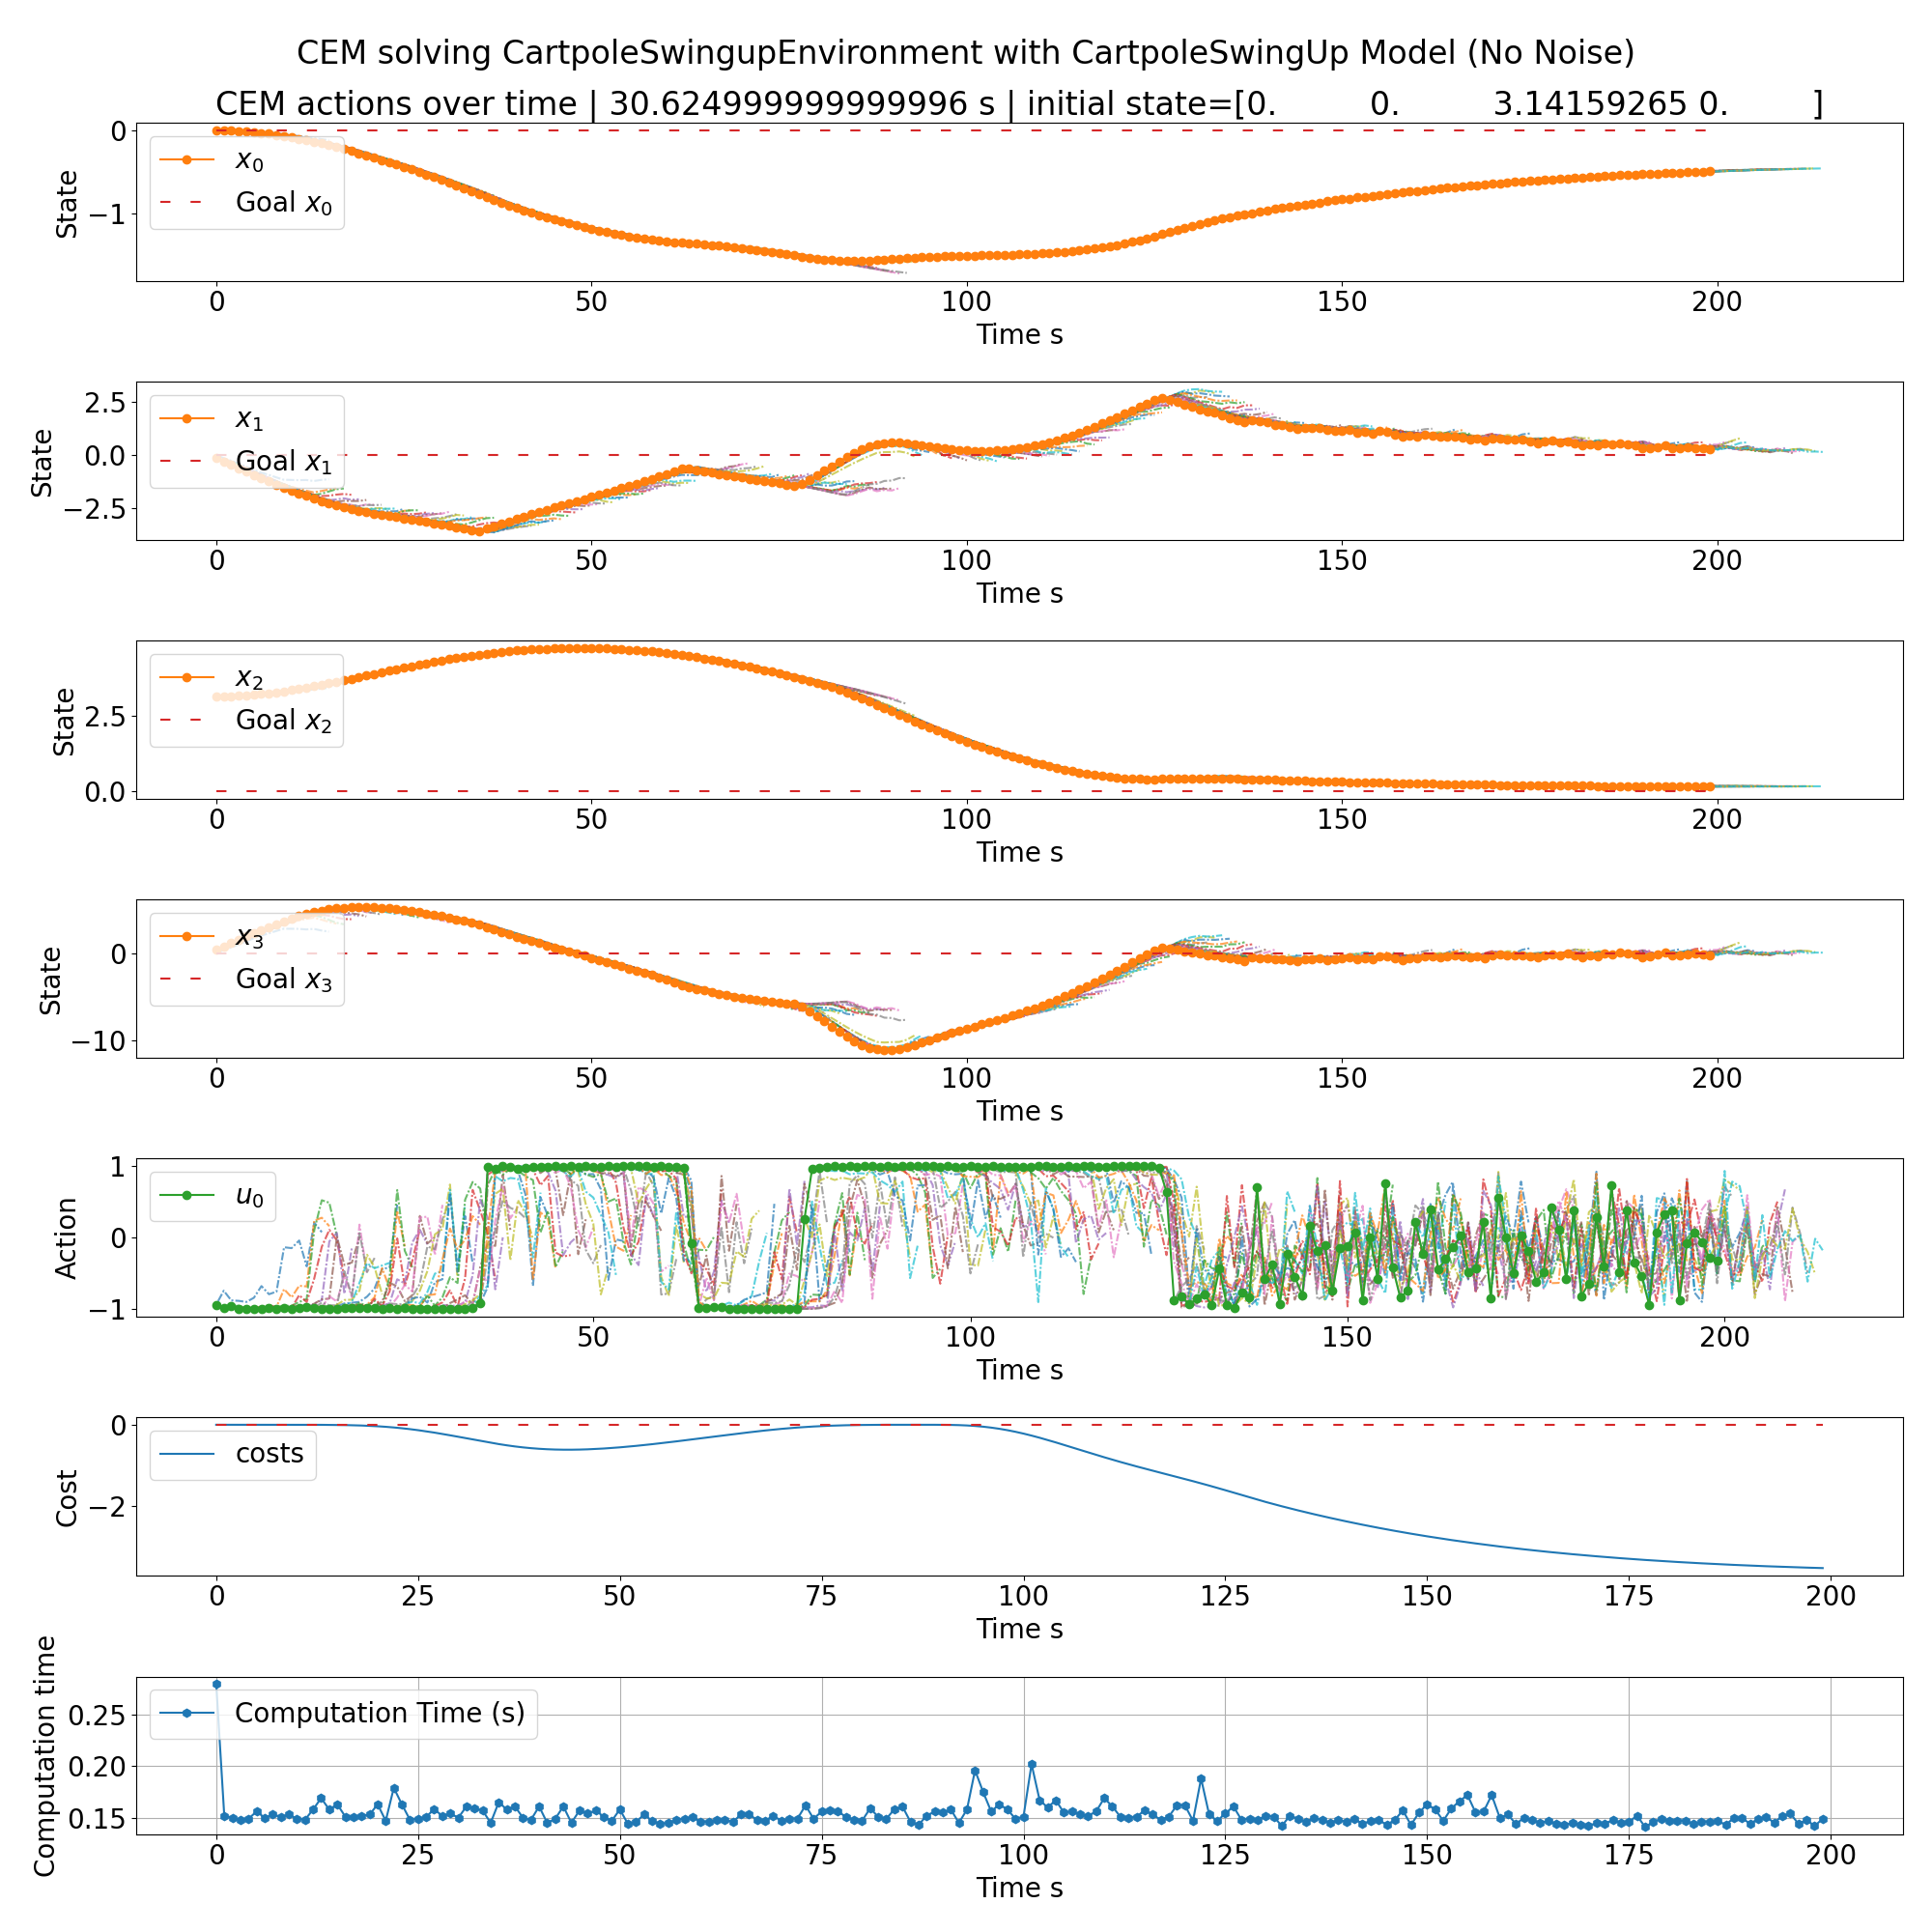 CEM solving CartpoleSwingupEnvironment with CartpoleSwingUp Model (No Noise)
CEM actions over time | 30.624999999999996 s | initial state=[0. 0. 3.14159265 0. ]
State
0
−1
x0
Goal x0
0 50 100 150 200
Time s
State
2.5
0.0
−2.5
x1
Goal x1
0 50 100 150 200
Time s
State
2.5
0.0
x2
Goal x2
0 50 100 150 200
Time s
State
0
−10
x3
Goal x3
0 50 100 150 200
Time s
Action
1
0
−1
u0
0 50 100 150 200
Time s
Cost
0
−2
costs
0 25 50 75 100 125 150 175 200
Time s
Computation time
0.25
0.20
0.15
Computation Time (s)
0 25 50 75 100 125 150 175 200
Time s